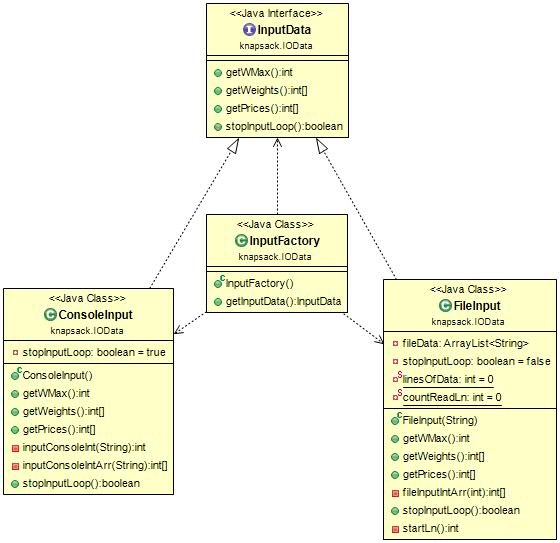 <<Java Interface>>
InputData
knapsack.IOData
getWMax():int
getWeights():int[]
getPrices():int[]
stopInputLoop():boolean
<<Java Class>>
InputFactory
knapsack.IOData
InputFactory()
getInputData():InputData
<<Java Class>>
ConsoleInput
knapsack.IOData
stopInputLoop: boolean = true
ConsoleInput()
getWMax():int
getWeights():int[]
getPrices():int[]
inputConsoleInt(String):int
inputConsoleIntArr(String):int[]
stopInputLoop():boolean
<<Java Class>>
FileInput
knapsack.IOData
fileData: ArrayList<String>
stopInputLoop: boolean = false
linesOfData: int = 0
countReadLn: int = 0
FileInput(String)
getWMax():int
getWeights():int[]
getPrices():int[]
fileInputIntArr(int):int[]
stopInputLoop():boolean
startLn():int